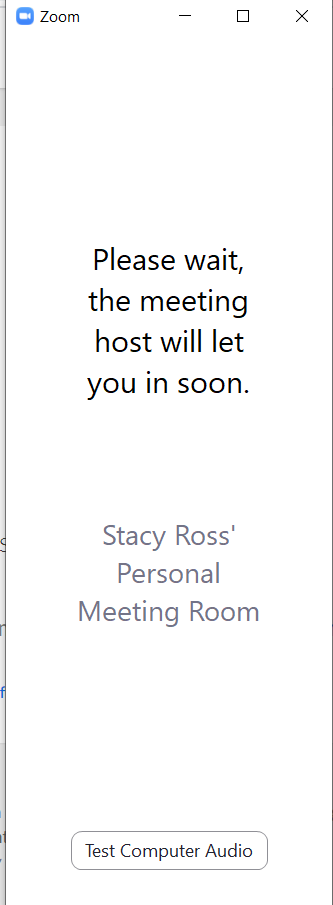 Zoom
Please wait,
the meeting
host will let
you in soon.
Stacy Ross'
Personal
Meeting Room
Test Computer Audio